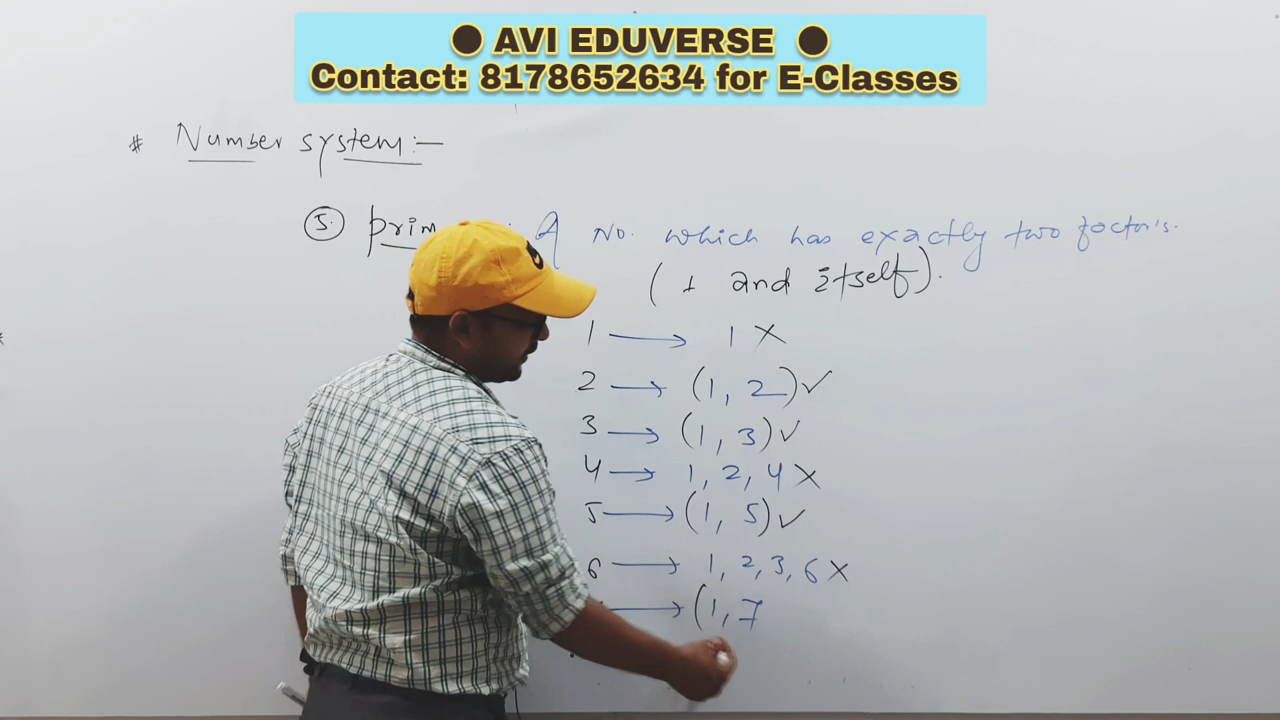 ● AVI EDUVERSE ●
Contact: 8178652634 for E-Classes
# Number system:-
5. prim : A No. which has exactly two factor's.
(1 and itself).
1 → 1 ×
2 → (1, 2) ✓
3 → (1, 3) ✓
4 → 1, 2, 4 ×
5 → (1, 5) ✓
6 → 1, 2, 3, 6 ×
→ (1, 7